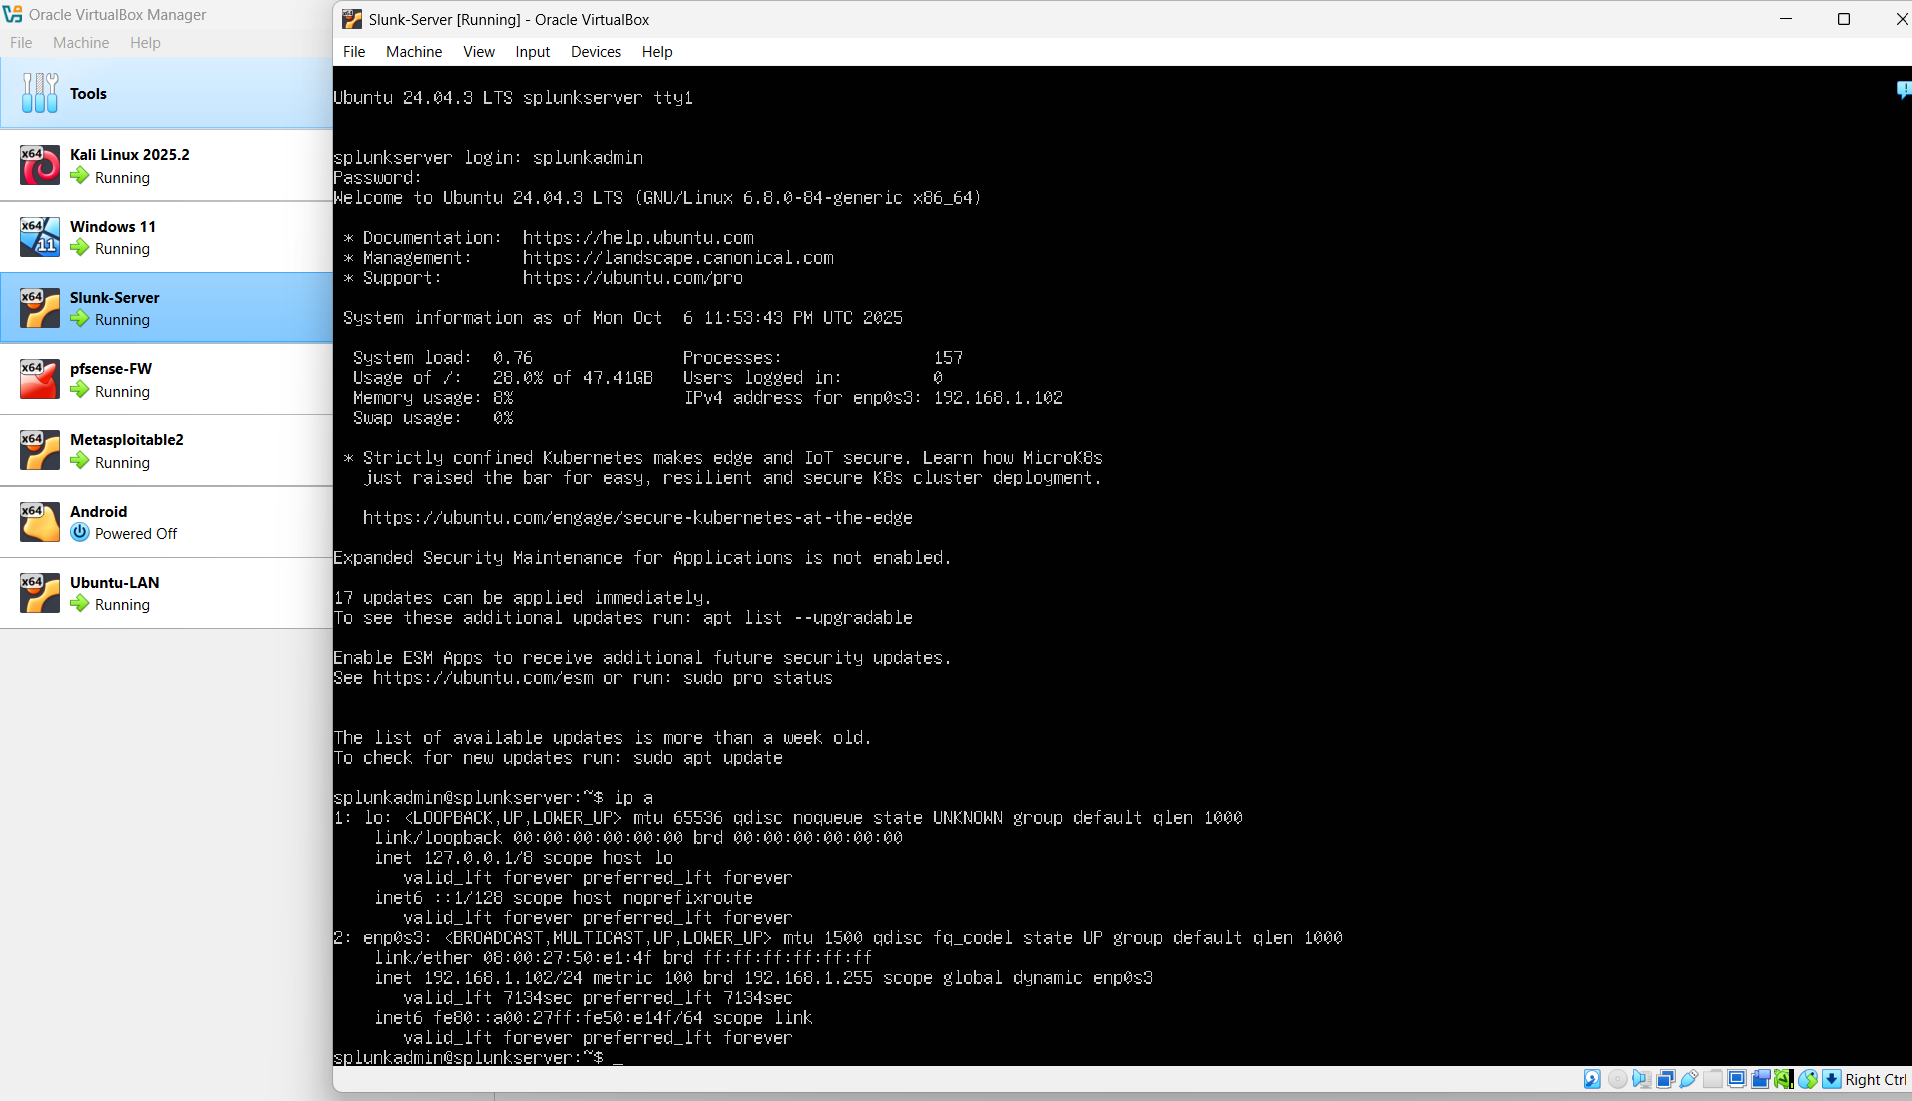 Oracle VirtualBox Manager
File Machine Help
Tools
x64
Kali Linux 2025.2
Running
x64
11
Windows 11
Running
x64
Slunk-Server
Running
x64
pfsense-FW
Running
x64
Metasploitable2
Running
x64
Android
Powered Off
x64
Ubuntu-LAN
Running
Slunk-Server [Running] - Oracle VirtualBox
File Machine View Input Devices Help
Ubuntu 24.04.3 LTS splunkserver tty1
splunkserver login: splunkadmin
Password:
Welcome to Ubuntu 24.04.3 LTS (GNU/Linux 6.8.0-84-generic x86_64)
* Documentation: https://help.ubuntu.com
* Management: https://landscape.canonical.com
* Support: https://ubuntu.com/pro
System information as of Mon Oct 6 11:53:43 PM UTC 2025
System load: 0.76 Processes: 157
Usage of /: 28.0% of 47.41GB Users logged in: 0
Memory usage: 8% IPv4 address for enp0s3: 192.168.1.102
Swap usage: 0%
* Strictly confined Kubernetes makes edge and IoT secure. Learn how MicroK8s
just raised the bar for easy, resilient and secure K8s cluster deployment.
https://ubuntu.com/engage/secure-kubernetes-at-the-edge
Expanded Security Maintenance for Applications is not enabled.
17 updates can be applied immediately.
To see these additional updates run: apt list --upgradable
Enable ESM Apps to receive additional future security updates.
See https://ubuntu.com/esm or run: sudo pro status
The list of available updates is more than a week old.
To check for new updates run: sudo apt update
splunkadmin@splunkserver:~$ ip a
1: lo: <LOOPBACK,UP,LOWER_UP> mtu 65536 qdisc noqueue state UNKNOWN group default qlen 1000
link/loopback 00:00:00:00:00:00 brd 00:00:00:00:00:00
inet 127.0.0.1/8 scope host lo
valid_lft forever preferred_lft forever
inet6 ::1/128 scope host noprefixroute
valid_lft forever preferred_lft forever
2: enp0s3: <BROADCAST,MULTICAST,UP,LOWER_UP> mtu 1500 qdisc fq_codel state UP group default qlen 1000
link/ether 08:00:27:50:e1:4f brd ff:ff:ff:ff:ff:ff
inet 192.168.1.102/24 metric 100 brd 192.168.1.255 scope global dynamic enp0s3
valid_lft 7134sec preferred_lft 7134sec
inet6 fe80::a00:27ff:fe50:e14f/64 scope link
valid_lft forever preferred_lft forever
splunkadmin@splunkserver:~$ _
Right Ctrl